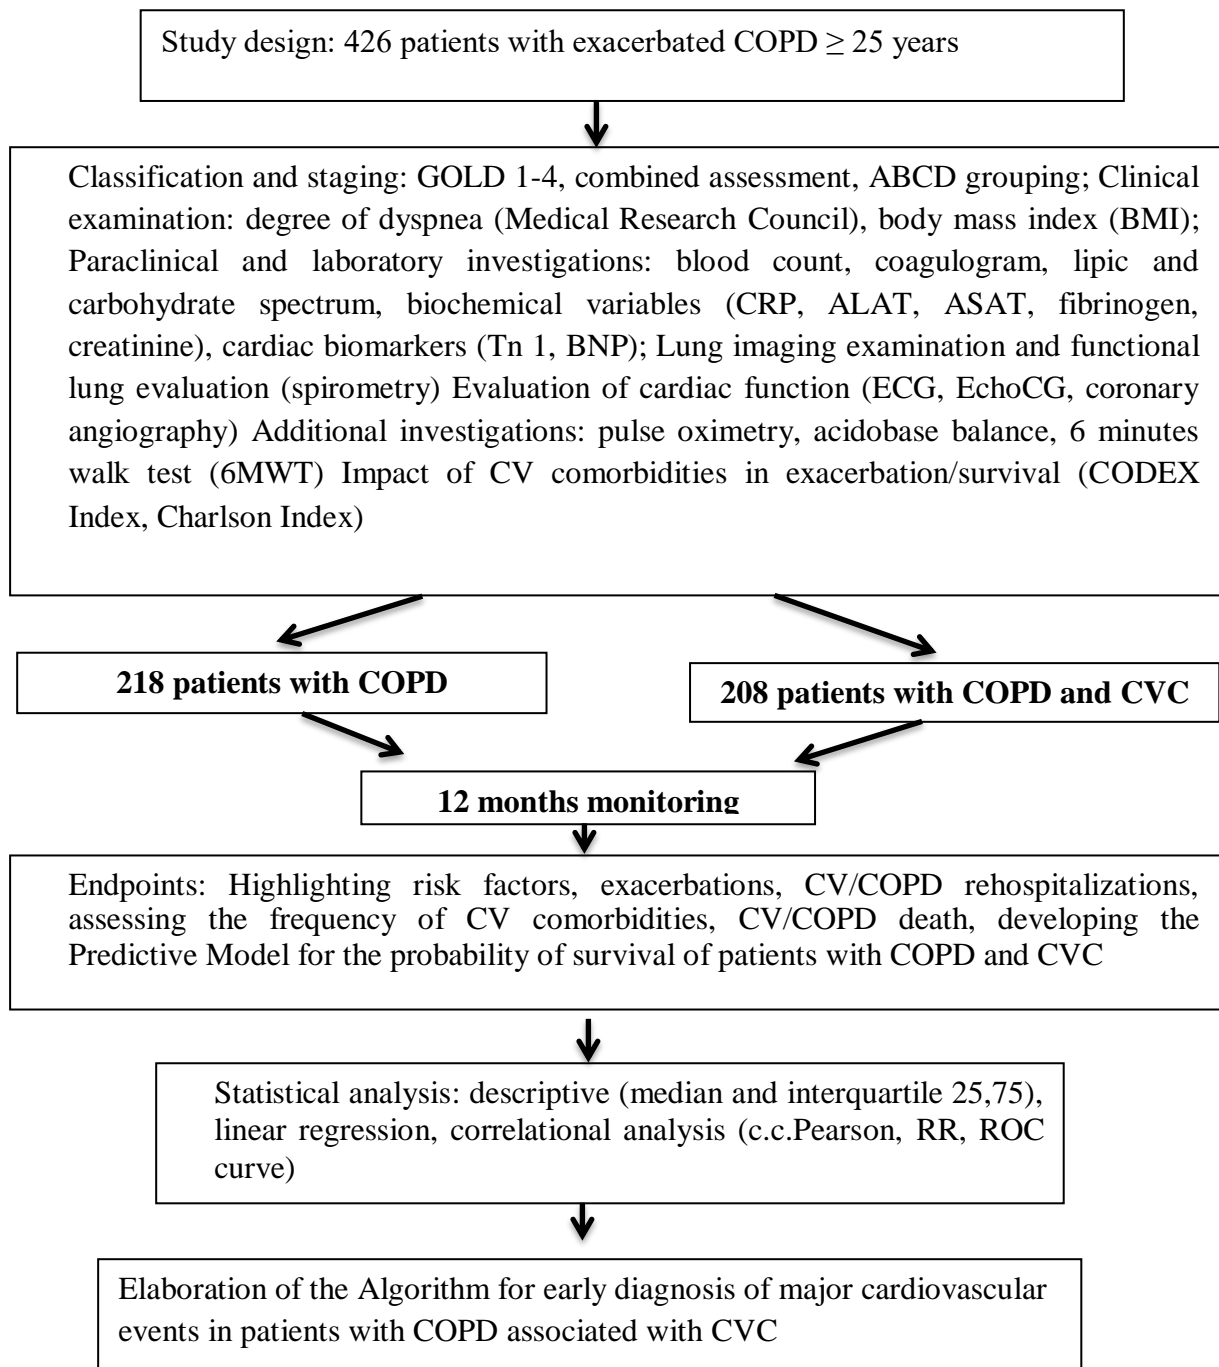 Study design: 426 patients with exacerbated COPD ≥ 25 years
Classification and staging: GOLD 1-4, combined assessment, ABCD grouping; Clinical
examination: degree of dyspnea (Medical Research Council), body mass index (BMI);
Paraclinical and laboratory investigations: blood count, coagulogram, lipic and
carbohydrate spectrum, biochemical variables (CRP, ALAT, ASAT, fibrinogen,
creatinine), cardiac biomarkers (Tn 1, BNP); Lung imaging examination and functional
lung evaluation (spirometry) Evaluation of cardiac function (ECG, EchoCG, coronary
angiography) Additional investigations: pulse oximetry, acidobase balance, 6 minutes
walk test (6MWT) Impact of CV comorbidities in exacerbation/survival (CODEX
Index, Charlson Index)
218 patients with COPD
208 patients with COPD and CVC
12 months monitoring
Endpoints: Highlighting risk factors, exacerbations, CV/COPD rehospitalizations,
assessing the frequency of CV comorbidities, CV/COPD death, developing the
Predictive Model for the probability of survival of patients with COPD and CVC
Statistical analysis: descriptive (median and interquartile 25,75),
linear regression, correlational analysis (c.c.Pearson, RR, ROC
curve)
Elaboration of the Algorithm for early diagnosis of major cardiovascular
events in patients with COPD associated with CVC